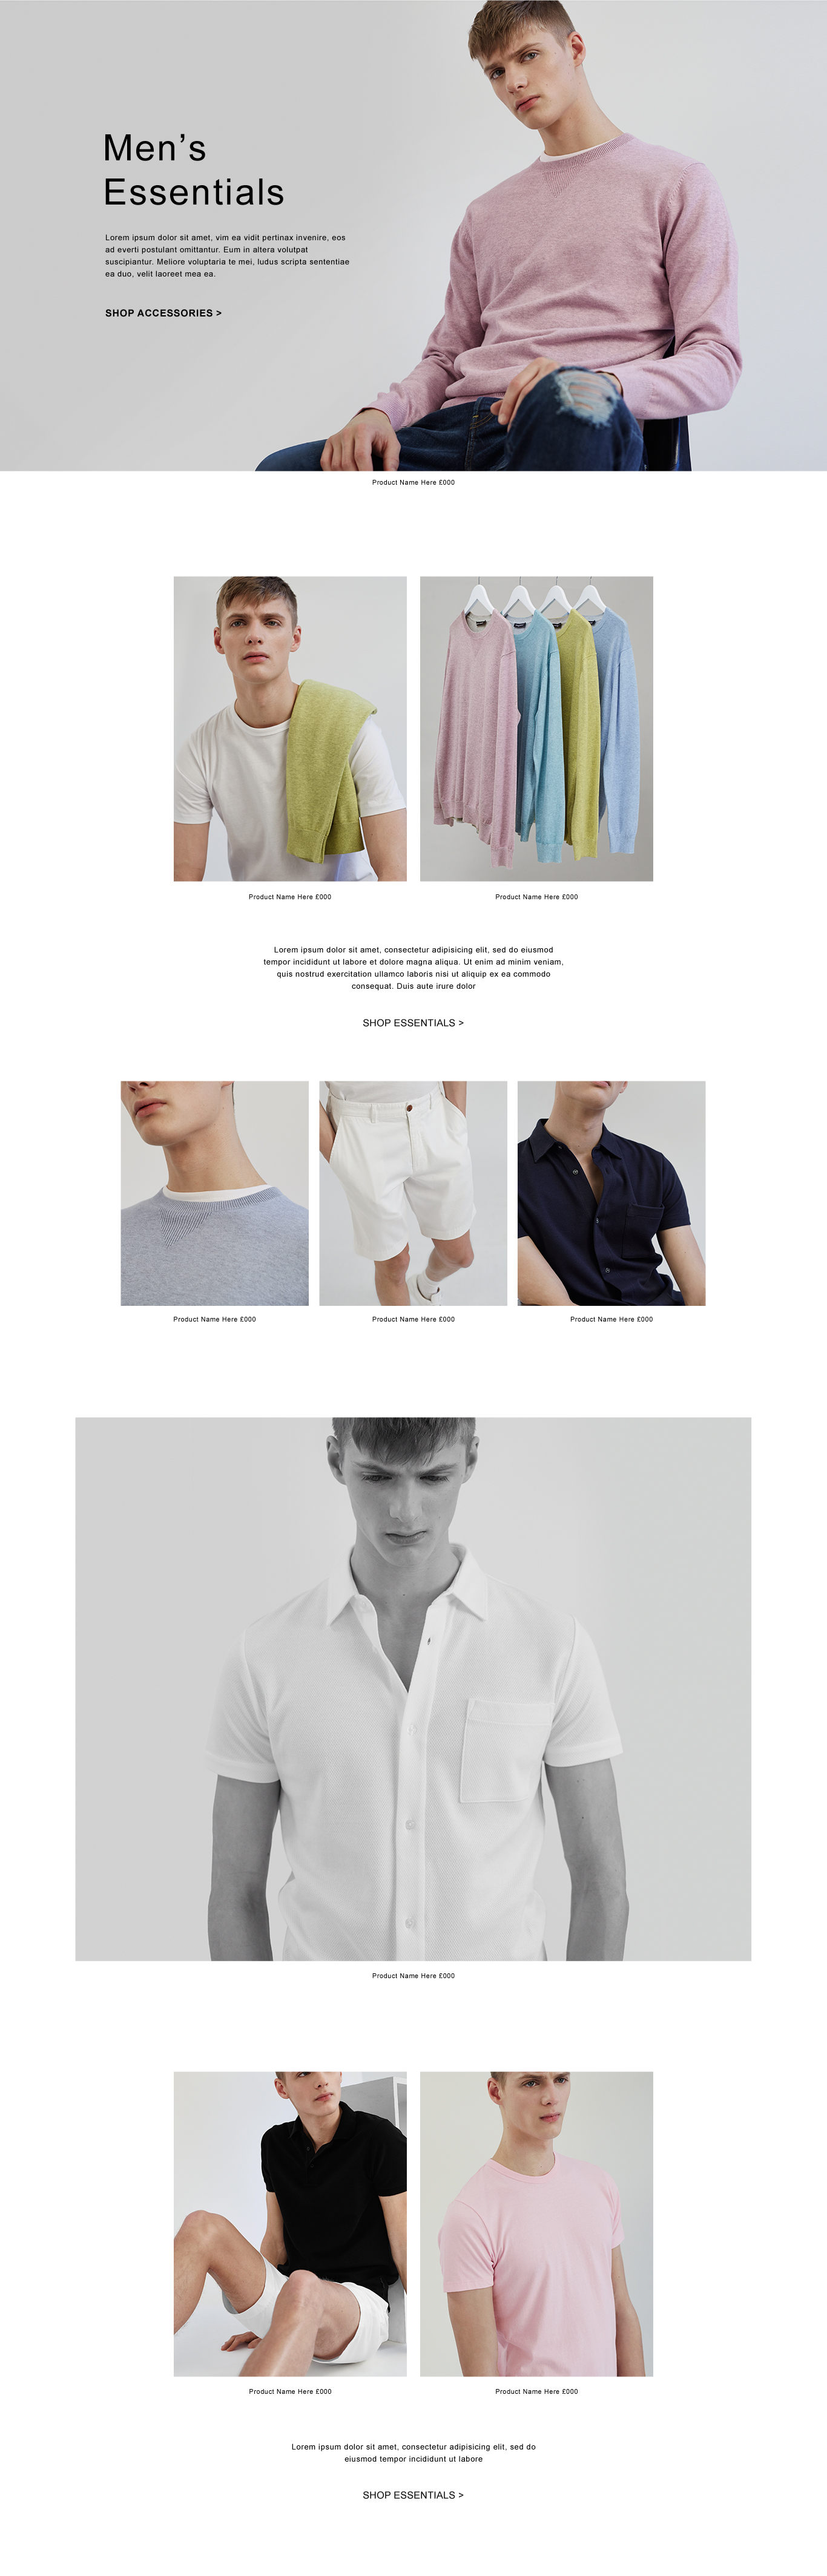 Men’s
Essentials
Lorem ipsum dolor sit amet, vim ea vidit pertinax invenire, eos
ad everti postulant omittantur. Eum in altera volutpat
suscipiantur. Meliore voluptaria te mei, ludus scripta sententiae
ea duo, velit laoreet mea ea.
SHOP ACCESSORIES >
Product Name Here £000
Product Name Here £000
Product Name Here £000
Lorem ipsum dolor sit amet, consectetur adipisicing elit, sed do eiusmod
tempor incididunt ut labore et dolore magna aliqua. Ut enim ad minim veniam,
quis nostrud exercitation ullamco laboris nisi ut aliquip ex ea commodo
consequat. Duis aute irure dolor
SHOP ESSENTIALS >
Product Name Here £000
Product Name Here £000
Product Name Here £000
Product Name Here £000
Product Name Here £000
Product Name Here £000
Lorem ipsum dolor sit amet, consectetur adipisicing elit, sed do
eiusmod tempor incididunt ut labore
SHOP ESSENTIALS >